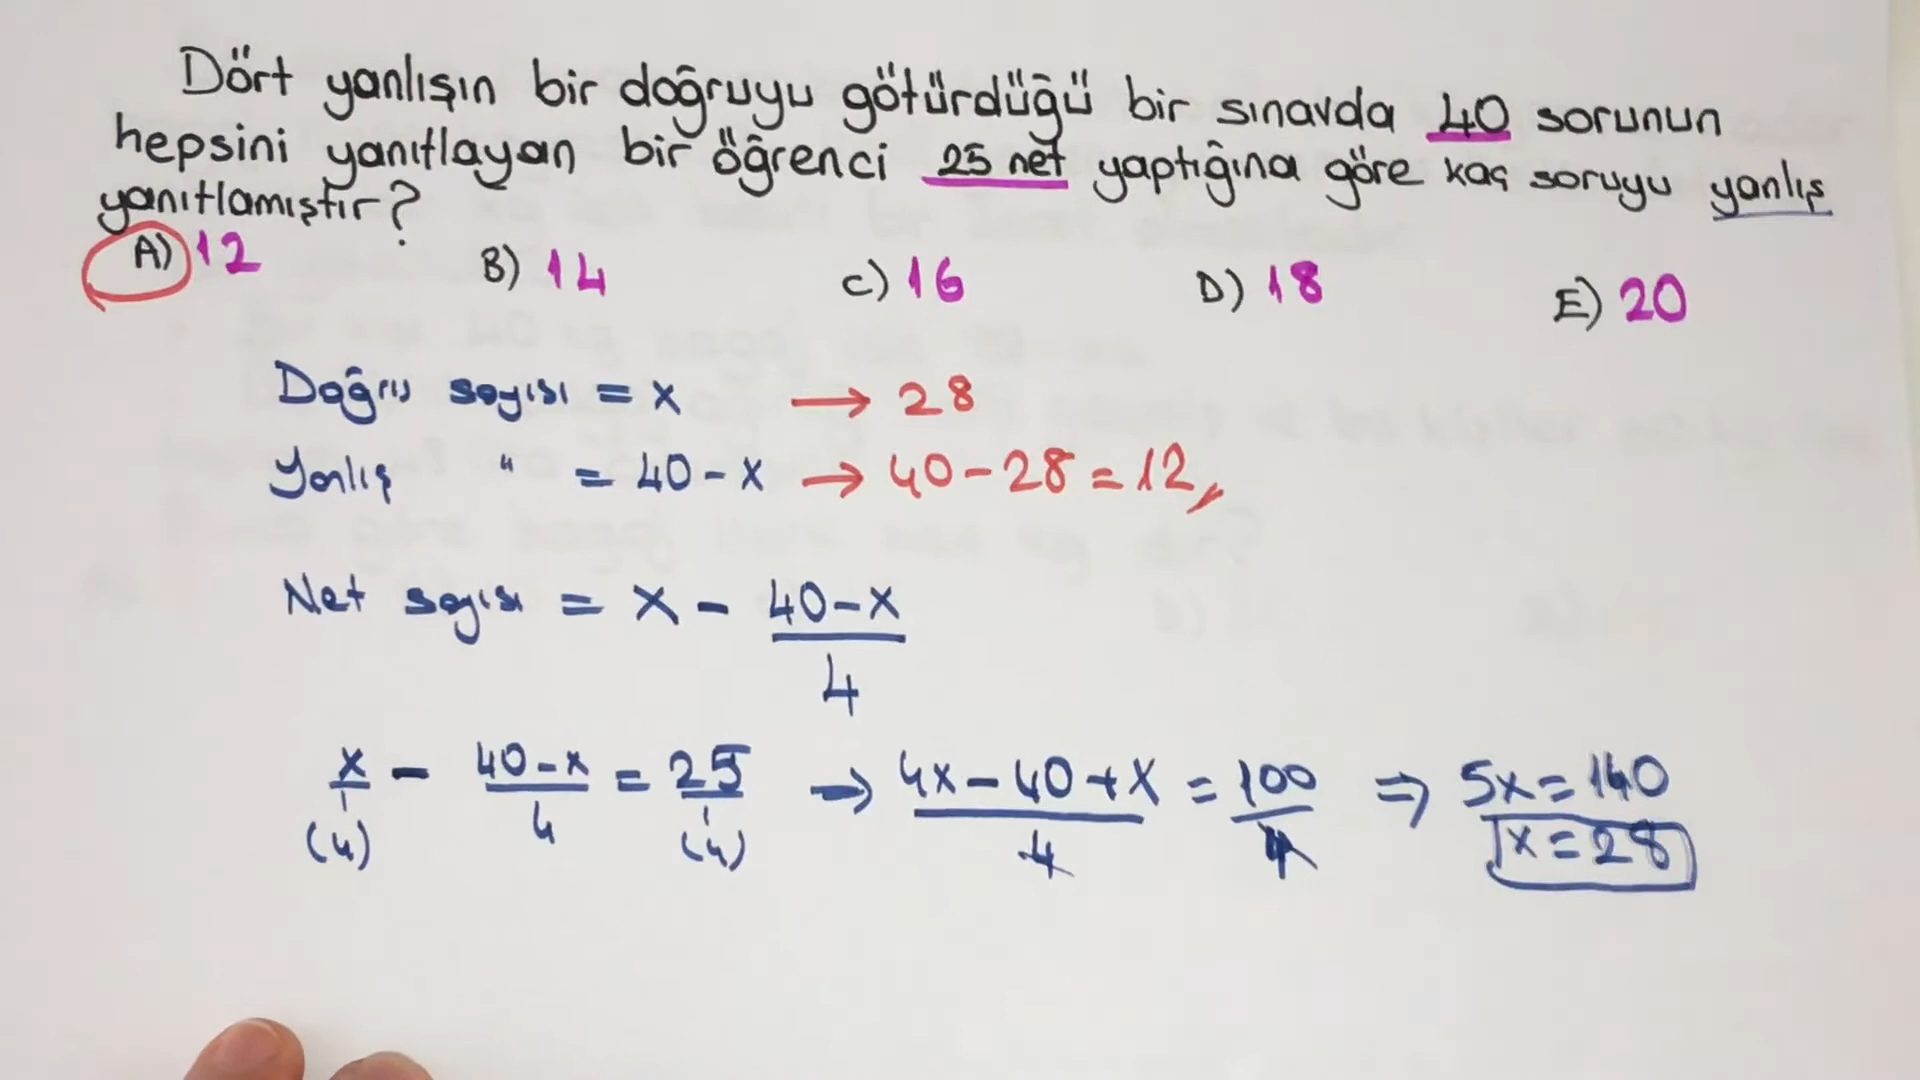 Dört yanlışın bir doğruyu götürdüğü bir sınavda 40 sorunun
hepsini yanıtlayan bir öğrenci 25 net yaptığına göre kaç soruyu yanlış
yanıtlamıştır?
A) 12 B) 14 C) 16 D) 18 E) 20
Doğru sayısı = x → 28
Yanlış " = 40 - x → 40 - 28 = 12,
Net sayısı = x - (40-x)/4
x/1 - (40-x)/4 = 25/1 → (4x-40+x)/4 = 100/4 ⇒ 5x = 140
(4) (4) x = 28